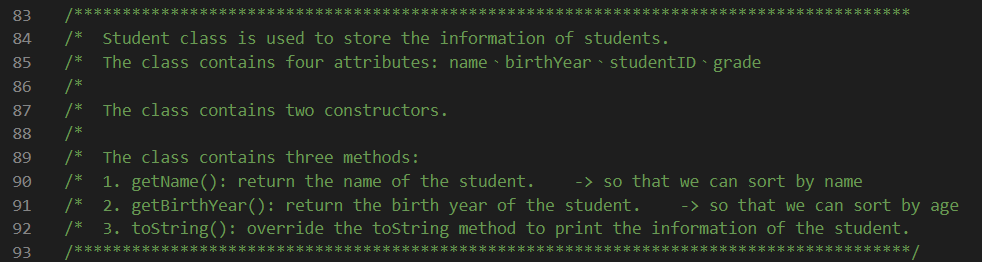 83 /***************************************************************************************
84 /* Student class is used to store the information of students.
85 /* The class contains four attributes: name、birthYear、studentID、grade
86 /*
87 /* The class contains two constructors.
88 /*
89 /* The class contains three methods:
90 /* 1. getName(): return the name of the student.    -> so that we can sort by name
91 /* 2. getBirthYear(): return the birth year of the student.    -> so that we can sort by age
92 /* 3. toString(): override the toString method to print the information of the student.
93 /***************************************************************************************/